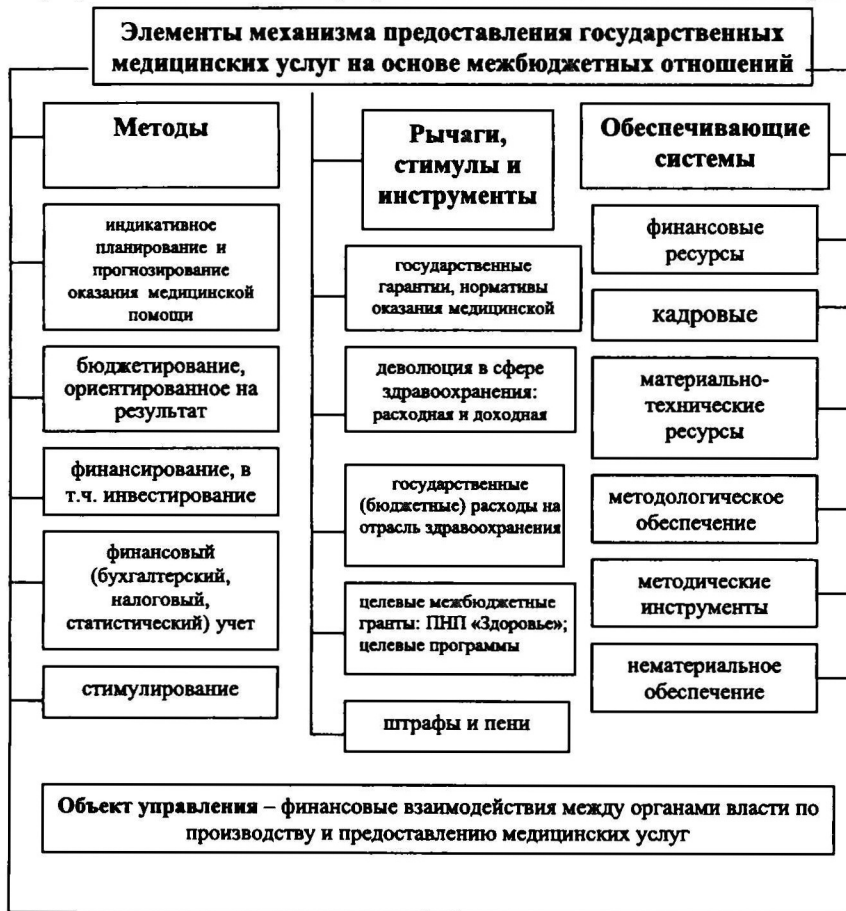 Элементы механизма предоставления государственных
медицинских услуг на основе межбюджетных отношений
Методы
индикативное
планирование и
прогнозирование
оказания медицинской
помощи
бюджетирование,
ориентированное на
результат
финансирование, в
т.ч. инвестирование
финансовый
(бухгалтерский,
налоговый,
статистический) учет
стимулирование
Рычаги,
стимулы и
инструменты
государственные
гарантии, нормативы
оказания медицинской
деволюция в сфере
здравоохранения:
расходная и доходная
государственные
(бюджетные) расходы на
отрасль здравоохранения
целевые межбюджетные
гранты: ПНП «Здоровье»;
целевые программы
штрафы и пени
Обеспечивающие
системы
финансовые
ресурсы
кадровые
материально-
технические
ресурсы
методологическое
обеспечение
методические
инструменты
нематериальное
обеспечение
Объект управления – финансовые взаимодействия между органами власти по
производству и предоставлению медицинских услуг